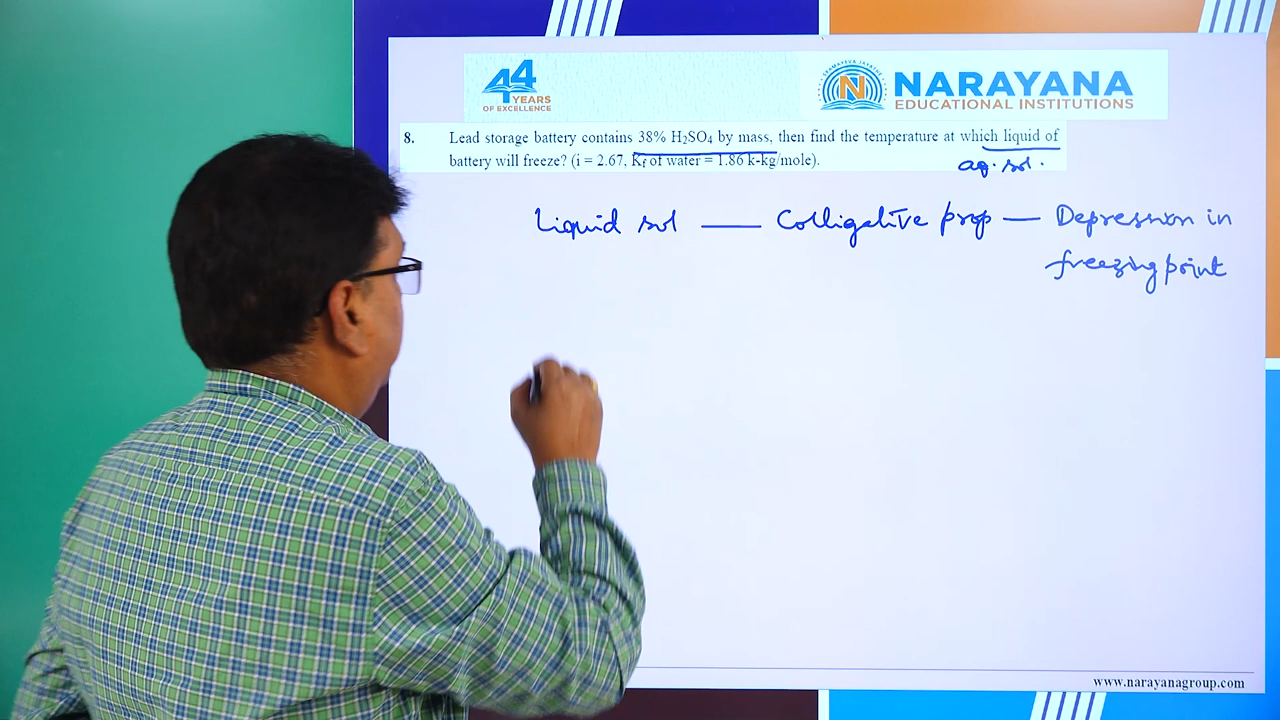 44
YEARS
OF EXCELLENCE
SAMAYEVA JAYATHE
N
NARAYANA
EDUCATIONAL INSTITUTIONS
8. Lead storage battery contains 38% H₂SO₄ by mass, then find the temperature at which liquid of
battery will freeze? (i = 2.67, Kf of water = 1.86 k-kg/mole).
aq. sol.
Liquid sol — Colligative prop — Depression in
freezing point
www.narayanagroup.com